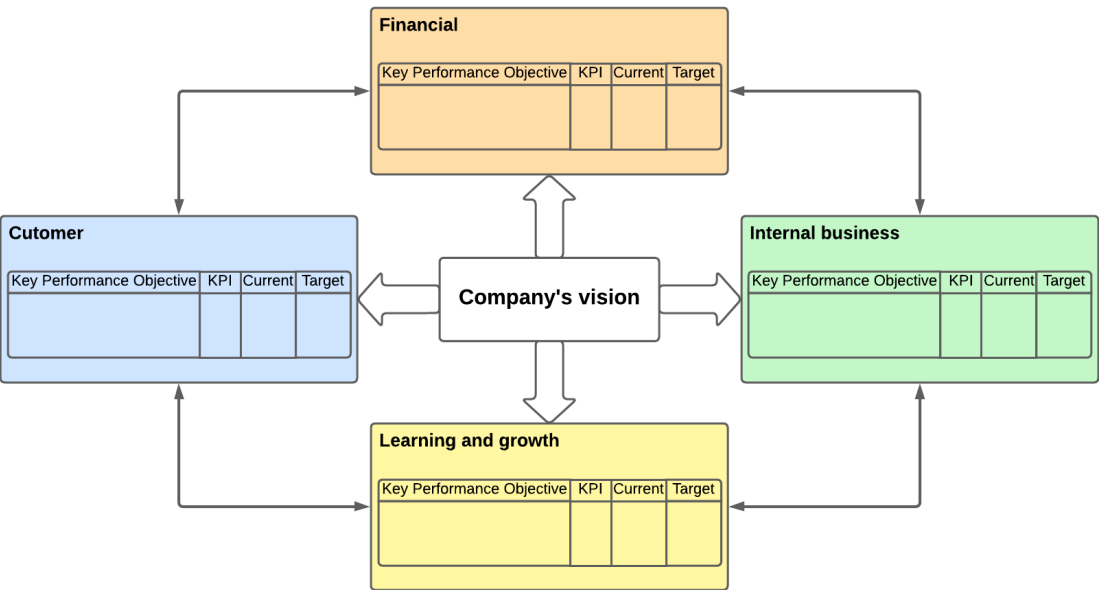 Financial
Key Performance Objective KPI Current Target
Cutomer
Key Performance Objective KPI Current Target
Company's vision
Internal business
Key Performance Objective KPI Current Target
Learning and growth
Key Performance Objective KPI Current Target